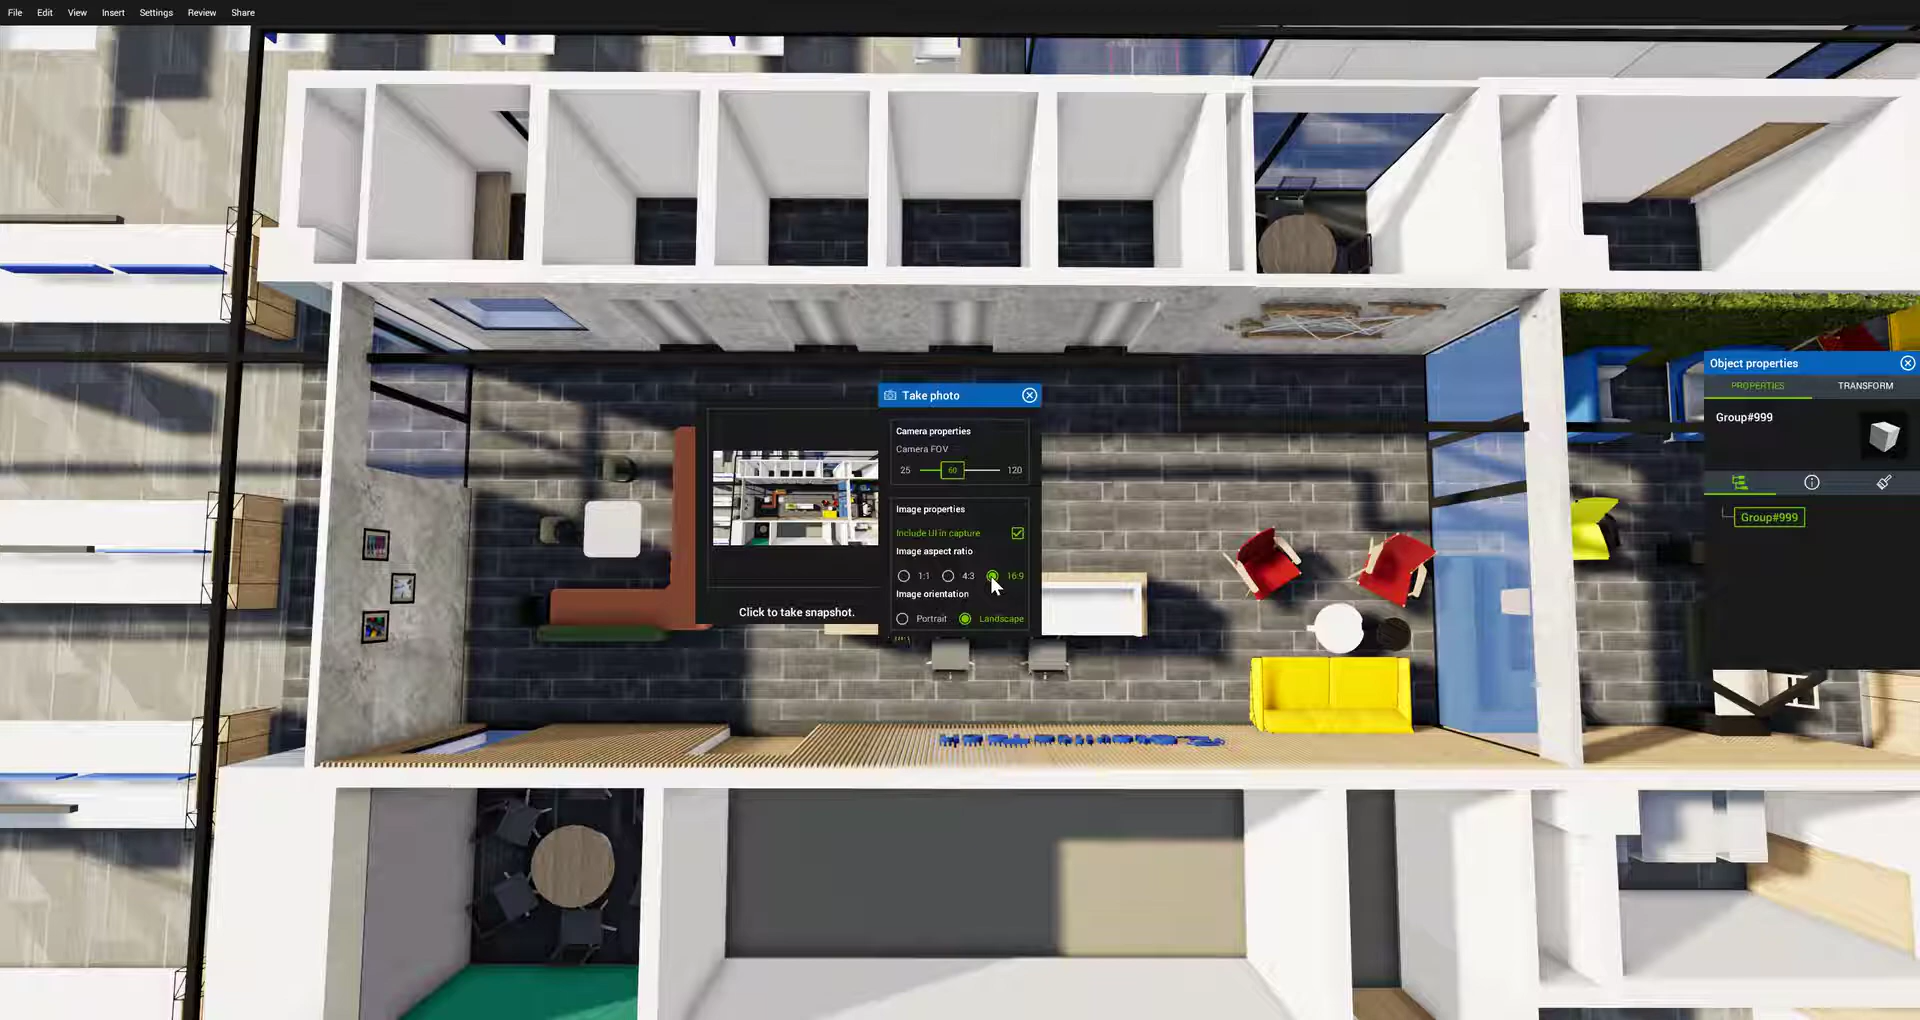 File Edit View Insert Settings Review Share
Take photo
Camera properties
Camera FOV
25 60 120
Image properties
Include UI in capture
Image aspect ratio
1:1 4:3 16:9
Image orientation
Portrait Landscape
Click to take snapshot.
Object properties
PROPERTIES TRANSFORM
Group#999
Group#999